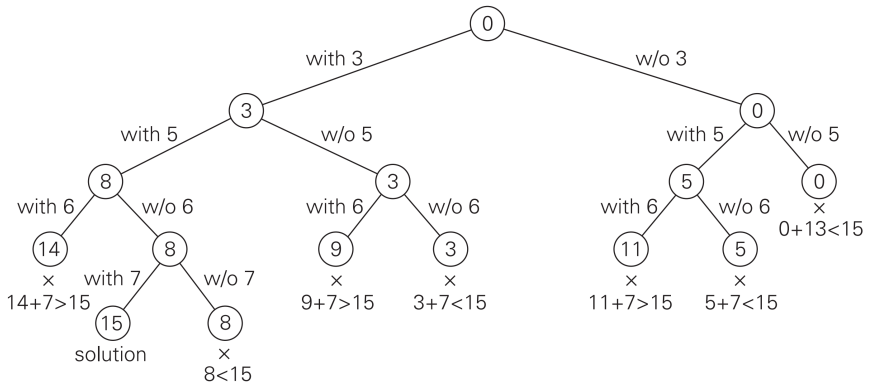 0
with 3
w/o 3
3
0
with 5
w/o 5
with 5
w/o 5
8
3
5
0
with 6
w/o 6
with 6
w/o 6
with 6
w/o 6
×
0+13<15
14
8
9
3
11
5
×
with 7
w/o 7
×
×
×
×
14+7>15
9+7>15
3+7<15
11+7>15
5+7<15
15
8
solution
×
8<15